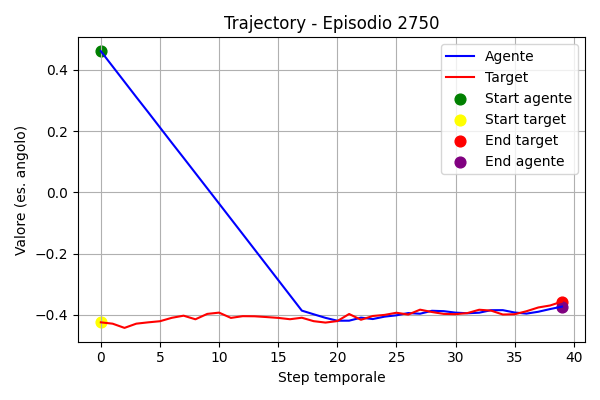 Trajectory - Episodio 2750
Valore (es. angolo)
0.4
0.2
0.0
−0.2
−0.4
Agente
Target
Start agente
Start target
End target
End agente
0 5 10 15 20 25 30 35 40
Step temporale